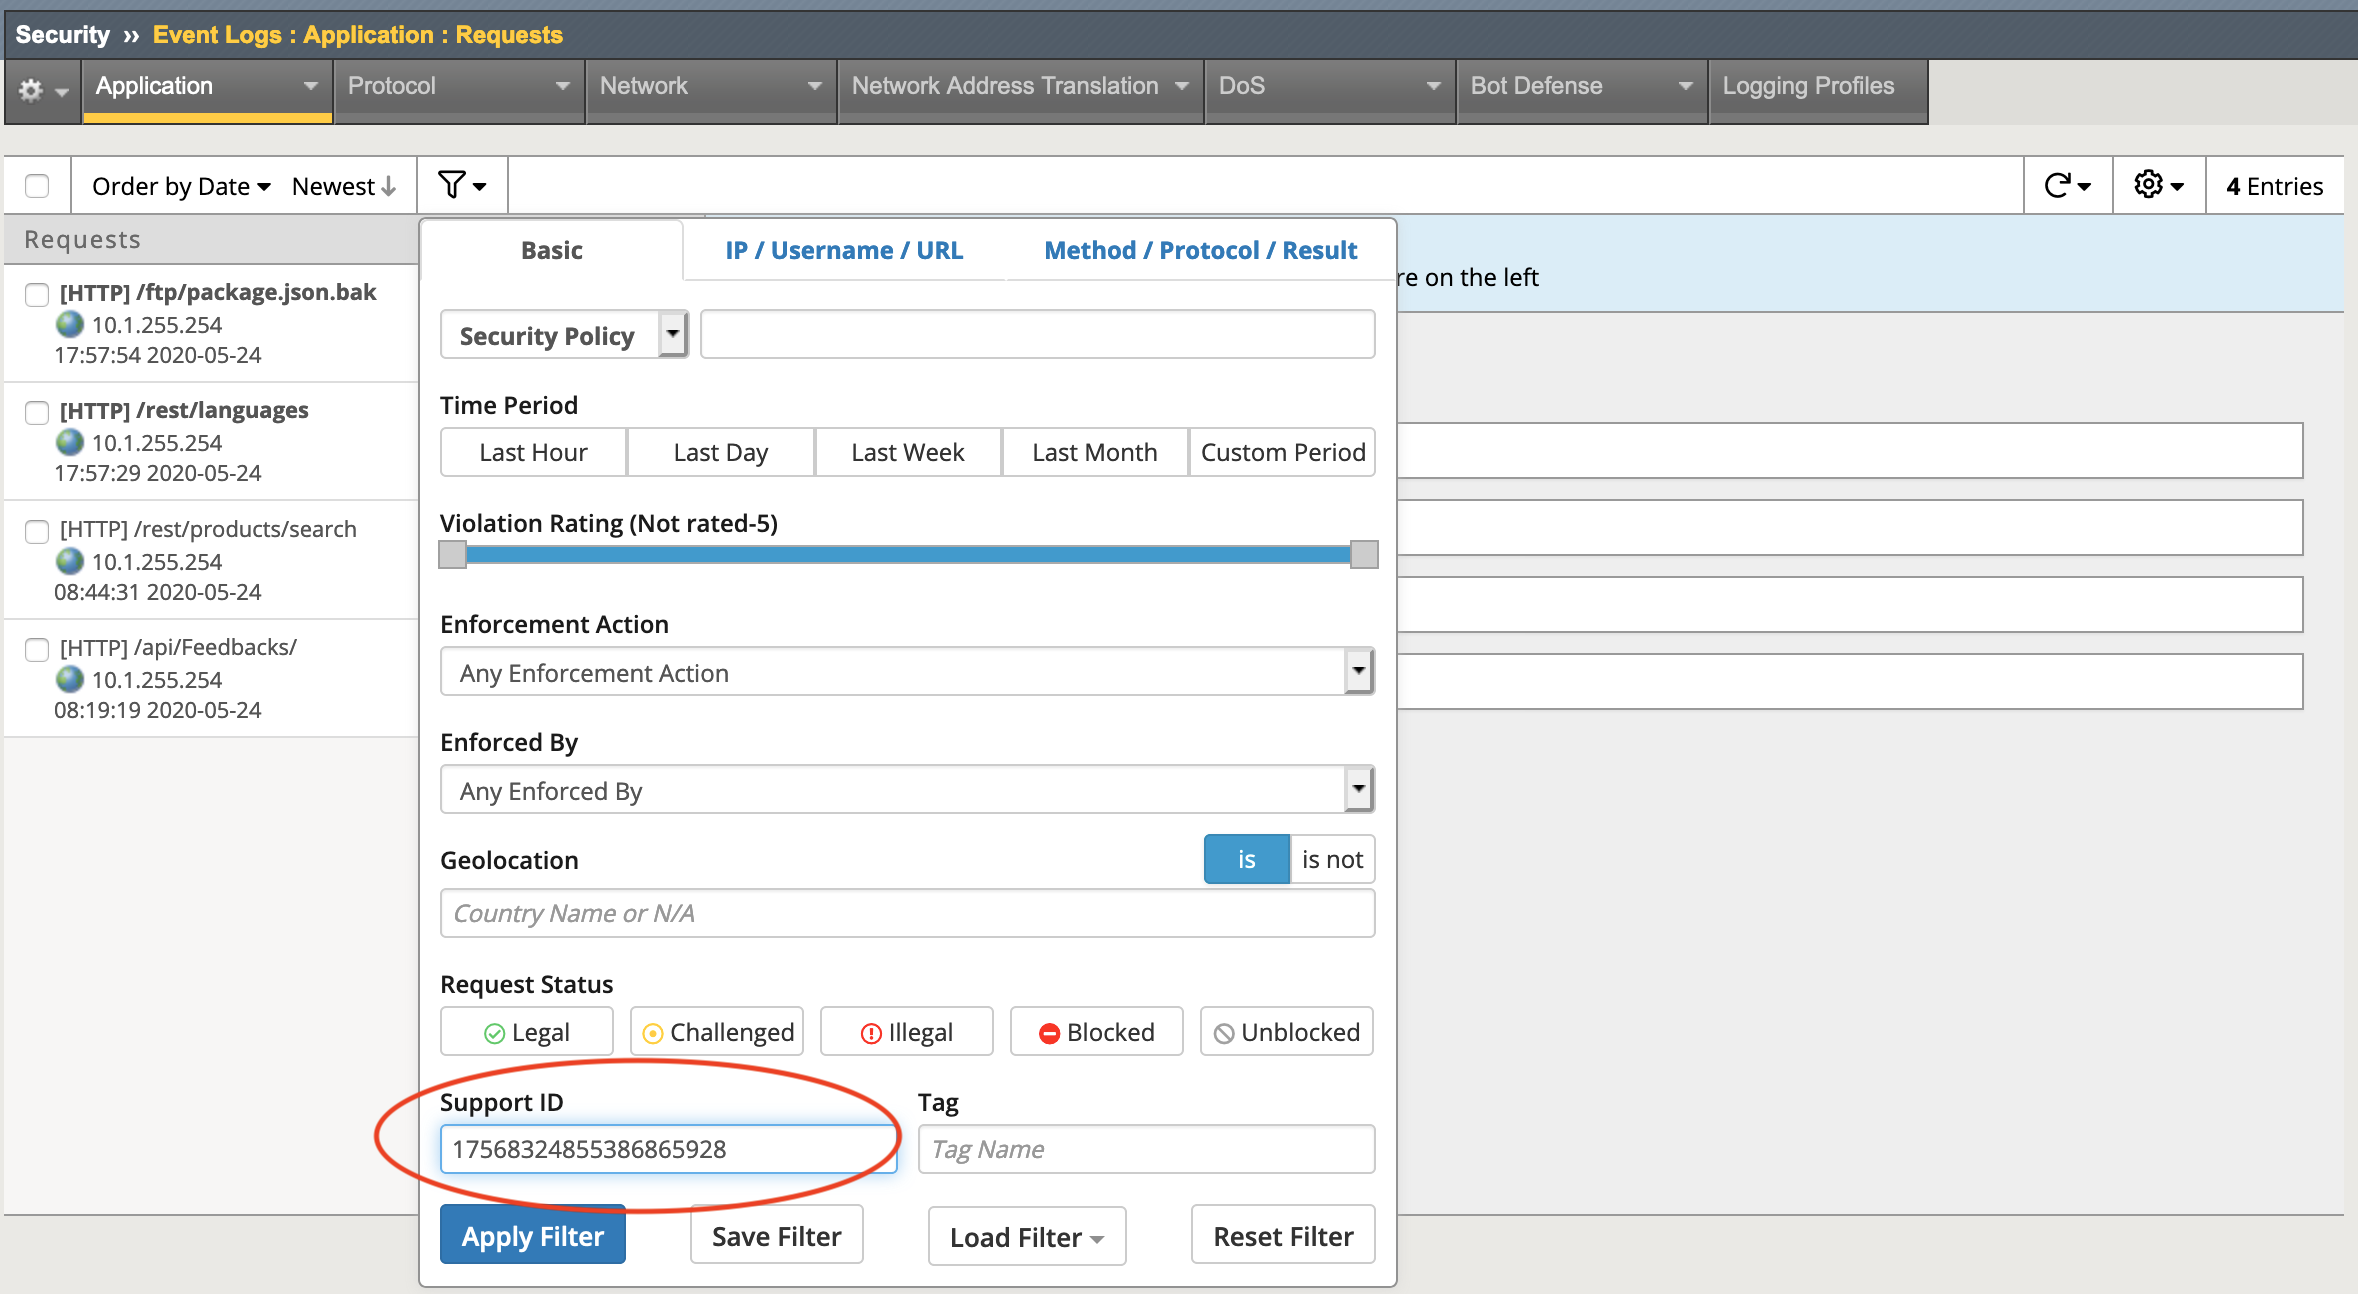 Security ›› Event Logs : Application : Requests
Application Protocol Network Network Address Translation DoS Bot Defense Logging Profiles
Order by Date Newest 4 Entries
Requests
[HTTP] /ftp/package.json.bak
10.1.255.254
17:57:54 2020-05-24
[HTTP] /rest/languages
10.1.255.254
17:57:29 2020-05-24
[HTTP] /rest/products/search
10.1.255.254
08:44:31 2020-05-24
[HTTP] /api/Feedbacks/
10.1.255.254
08:19:19 2020-05-24
Basic IP / Username / URL Method / Protocol / Result
re on the left
Security Policy
Time Period
Last Hour Last Day Last Week Last Month Custom Period
Violation Rating (Not rated-5)
Enforcement Action
Any Enforcement Action
Enforced By
Any Enforced By
Geolocation is is not
Country Name or N/A
Request Status
Legal Challenged Illegal Blocked Unblocked
Support ID Tag
17568324855386865928 Tag Name
Apply Filter Save Filter Load Filter Reset Filter